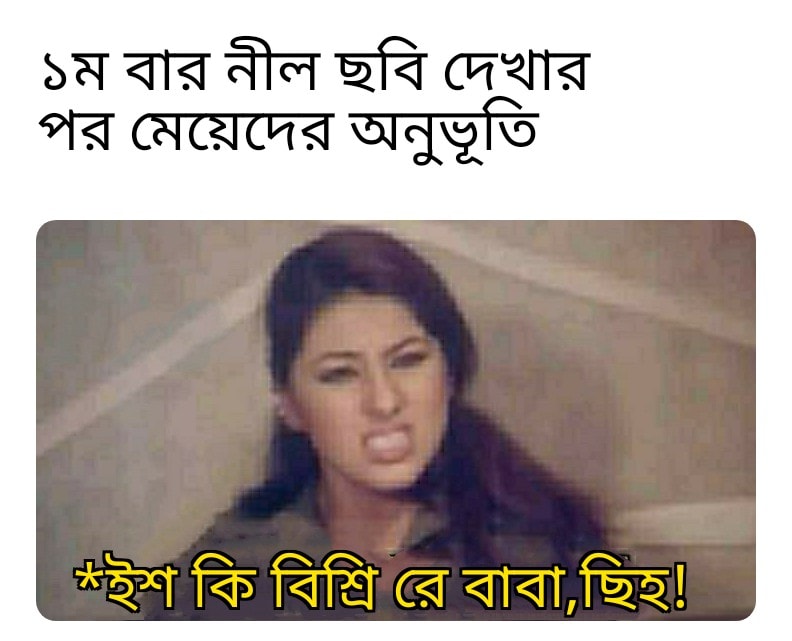 ১ম বার নীল ছবি দেখার
পর মেয়েদের অনুভূতি
*ইশ কি বিশ্রি রে বাবা,ছিহ!